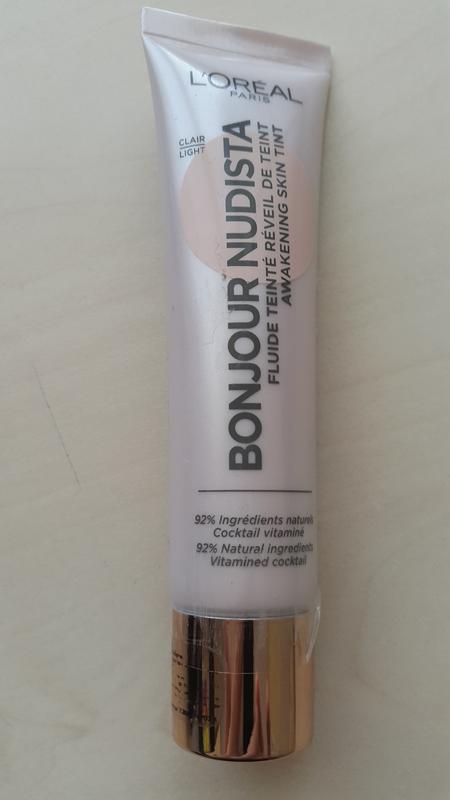 L'ORÉAL
PARIS
CLAIR
LIGHT
BONJOUR NUDISTA
FLUIDE TEINTÉ RÉVEIL DE TEINT
AWAKENING SKIN TINT
92% Ingrédients naturels
Cocktail vitaminé
92% Natural ingredients
Vitamined cocktail